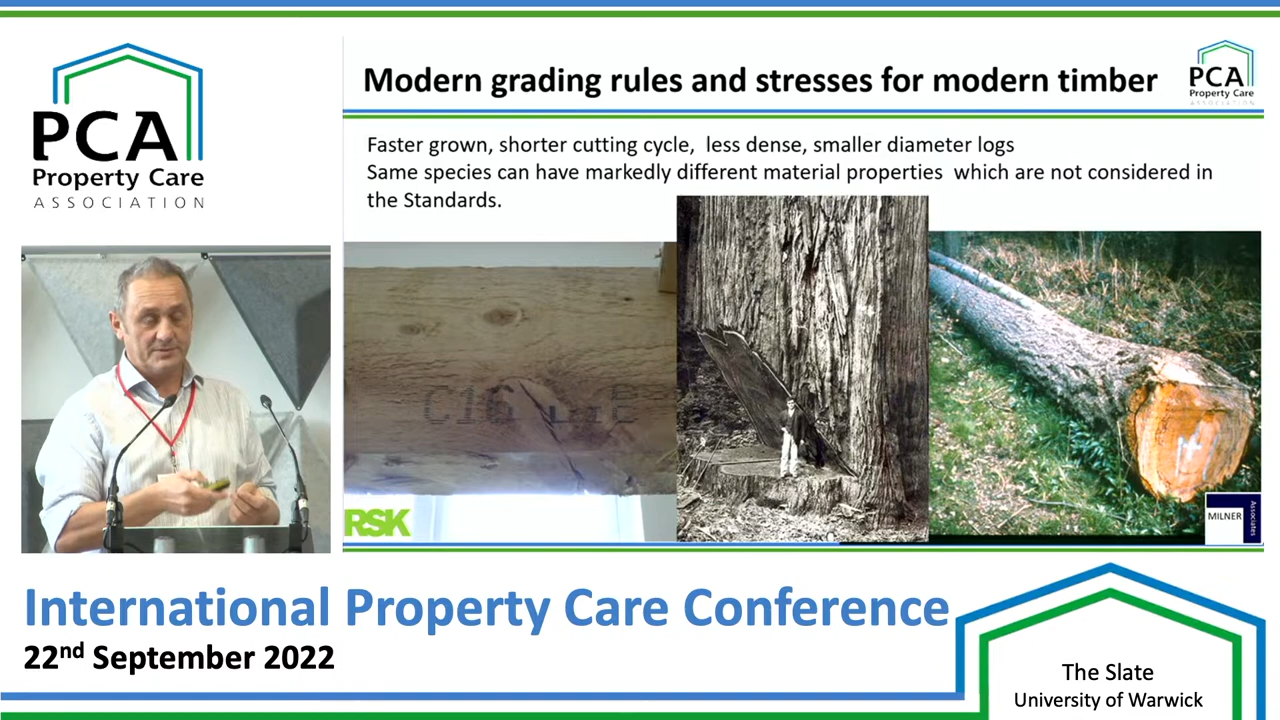 PCA
Property Care
ASSOCIATION
Modern grading rules and stresses for modern timber
PCA
Property Care
ASSOCIATION
Faster grown, shorter cutting cycle, less dense, smaller diameter logs
Same species can have markedly different material properties which are not considered in
the Standards.
C16
RSK
MILNER
Associates
International Property Care Conference
22nd September 2022
The Slate
University of Warwick